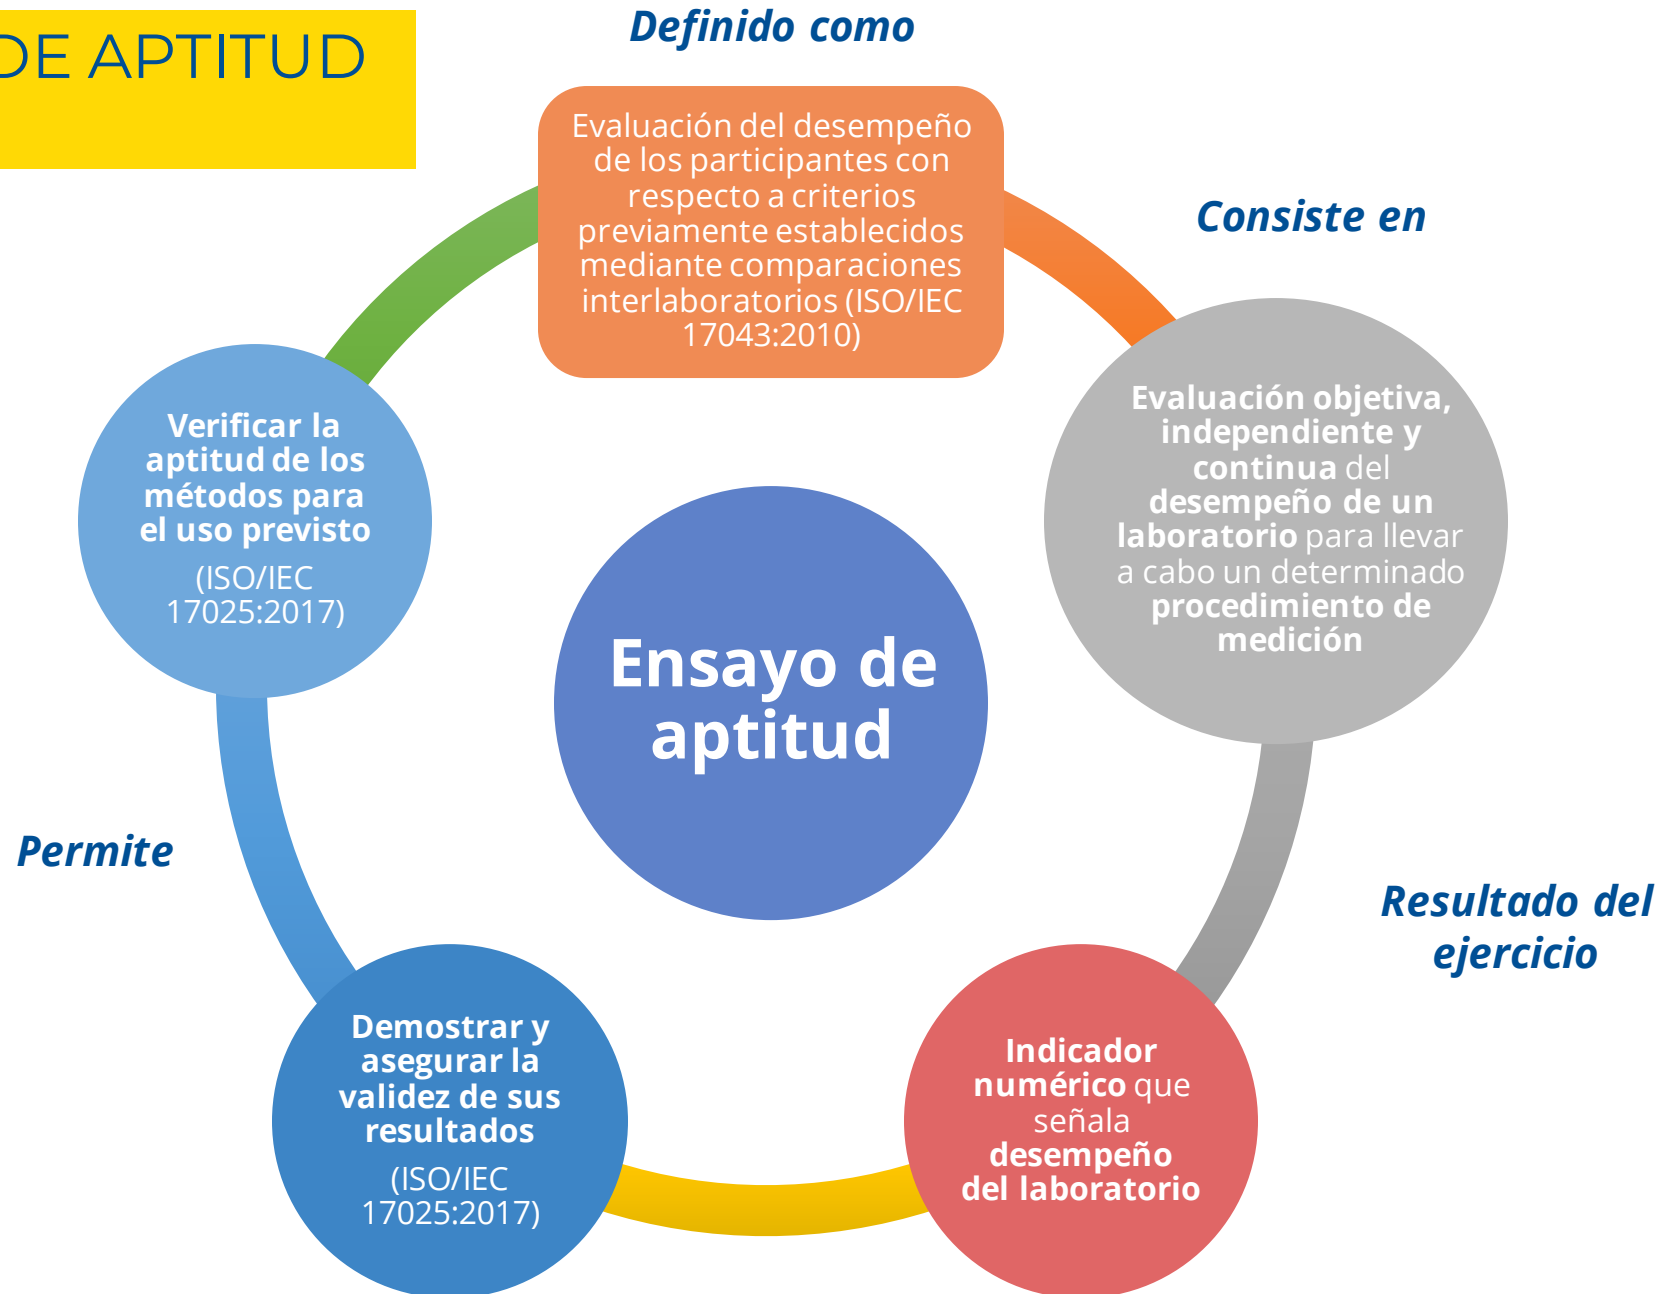 DE APTITUD
Definido como
Evaluación del desempeño
de los participantes con
respecto a criterios
previamente establecidos
mediante comparaciones
interlaboratorios (ISO/IEC
17043:2010)
Consiste en
Evaluación objetiva,
independiente y
continua del
desempeño de un
laboratorio para llevar
a cabo un determinado
procedimiento de
medición
Resultado del
ejercicio
Indicador
numérico que
señala
desempeño
del laboratorio
Demostrar y
asegurar la
validez de sus
resultados
(ISO/IEC
17025:2017)
Permite
Verificar la
aptitud de los
métodos para
el uso previsto
(ISO/IEC
17025:2017)
Ensayo de
aptitud